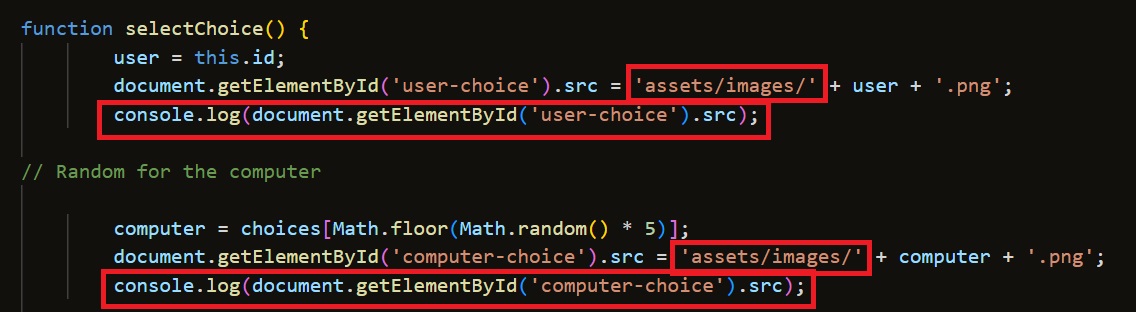 function selectChoice() {
user = this.id;
document.getElementById('user-choice').src = 'assets/images/' + user + '.png';
console.log(document.getElementById('user-choice').src);
// Random for the computer
computer = choices[Math.floor(Math.random() * 5)];
document.getElementById('computer-choice').src = 'assets/images/' + computer + '.png';
console.log(document.getElementById('computer-choice').src);